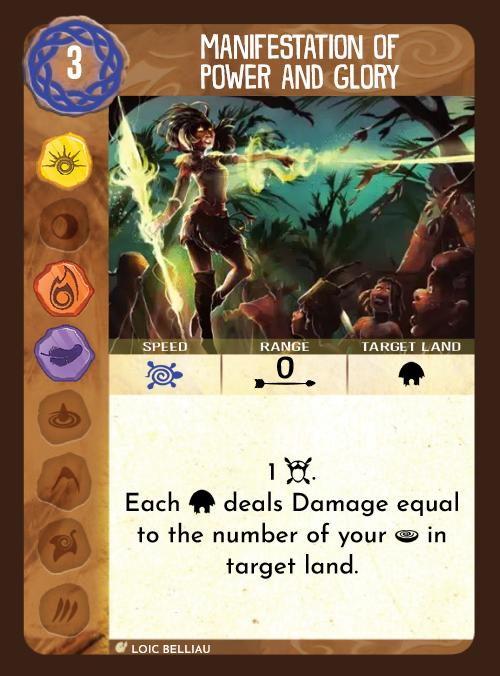 3
MANIFESTATION OF
POWER AND GLORY
SPEED RANGE TARGET LAND
0
1 .
Each deals Damage equal
to the number of your in
target land.
LOIC BELLIAU